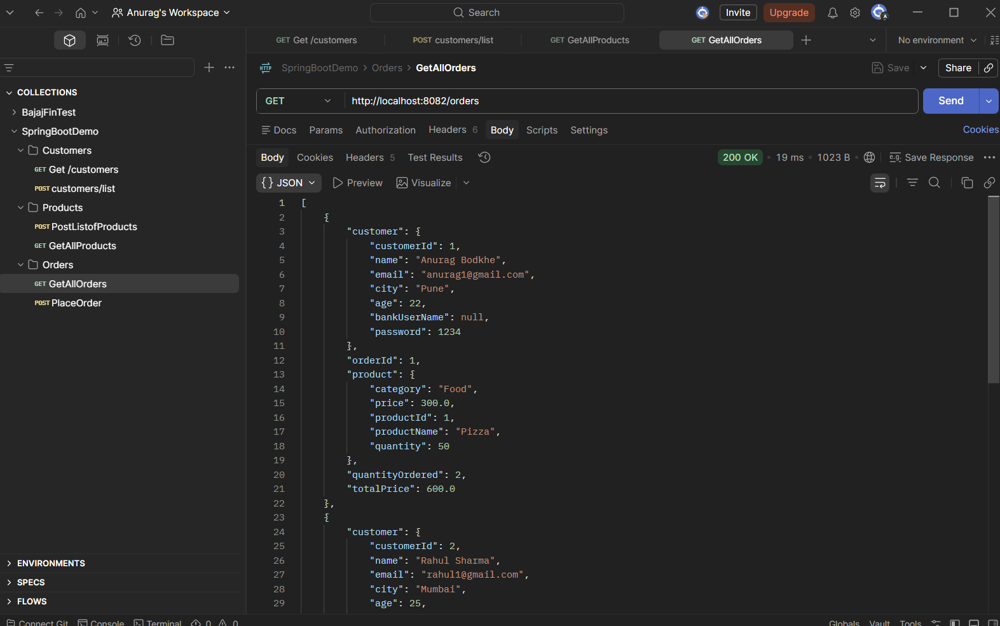 Anurag's Workspace
Search
Invite
Upgrade
GET Get /customers
POST customers/list
GET GetAllProducts
GET GetAllOrders
No environment
HTTP SpringBootDemo > Orders > GetAllOrders
Save
Share
COLLECTIONS
BajajFinTest
SpringBootDemo
Customers
GET Get /customers
POST customers/list
Products
POST PostListofProducts
GET GetAllProducts
Orders
GET GetAllOrders
POST PlaceOrder
ENVIRONMENTS
SPECS
FLOWS
GET http://localhost:8082/orders
Send
Docs Params Authorization Headers 6 Body Scripts Settings
Cookies
Body Cookies Headers 5 Test Results
200 OK • 19 ms • 1023 B • e.g. Save Response
{} JSON Preview Visualize
1 [
2 {
3 "customer": {
4 "customerId": 1,
5 "name": "Anurag Bodkhe",
6 "email": "anurag1@gmail.com",
7 "city": "Pune",
8 "age": 22,
9 "bankUserName": null,
10 "password": 1234
11 },
12 "orderId": 1,
13 "product": {
14 "category": "Food",
15 "price": 300.0,
16 "productId": 1,
17 "productName": "Pizza",
18 "quantity": 50
19 },
20 "quantityOrdered": 2,
21 "totalPrice": 600.0
22 },
23 {
24 "customer": {
25 "customerId": 2,
26 "name": "Rahul Sharma",
27 "email": "rahul1@gmail.com",
28 "city": "Mumbai",
29 "age": 25,
Connect Git Console Terminal 0 0
Globals Vault Tools